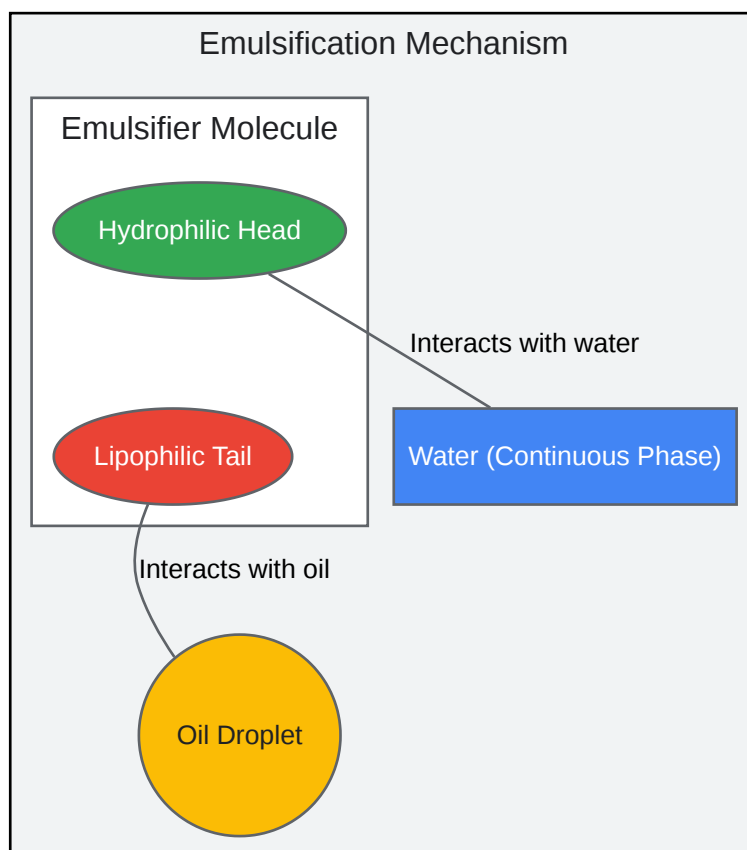 Emulsification Mechanism
Emulsifier Molecule
Hydrophilic Head
Interacts with water
Lipophilic Tail
Water (Continuous Phase)
Interacts with oil
Oil Droplet